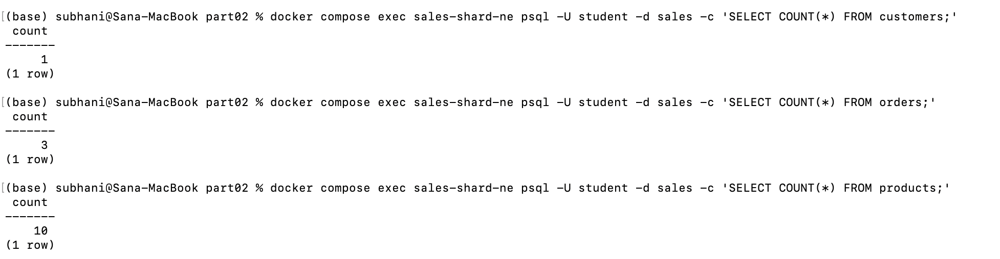 [(base) subhani@Sana-MacBook part02 % docker compose exec sales-shard-ne psql -U student -d sales -c 'SELECT COUNT(*) FROM customers;'
count
-------
1
(1 row)
[(base) subhani@Sana-MacBook part02 % docker compose exec sales-shard-ne psql -U student -d sales -c 'SELECT COUNT(*) FROM orders;'
count
-------
3
(1 row)
[(base) subhani@Sana-MacBook part02 % docker compose exec sales-shard-ne psql -U student -d sales -c 'SELECT COUNT(*) FROM products;'
count
-------
10
(1 row)